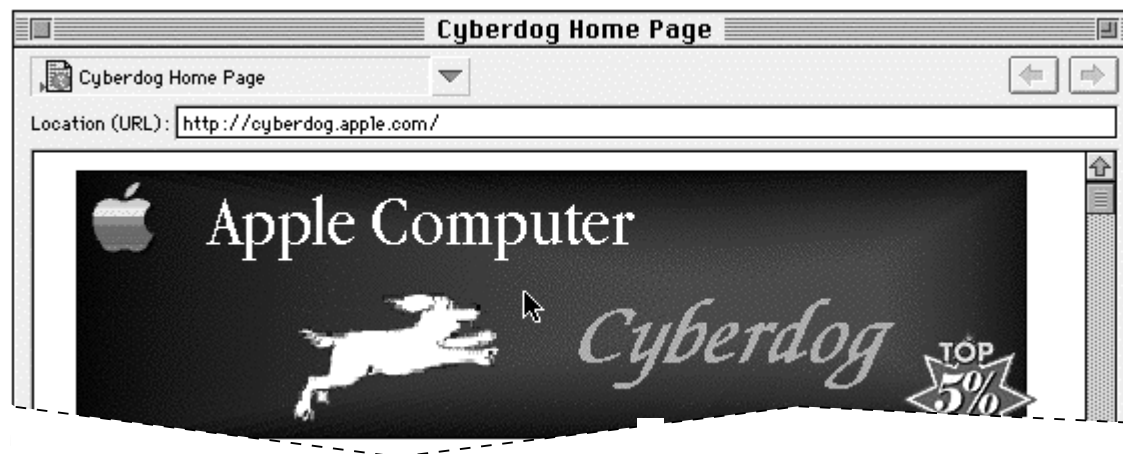 Cyberdog Home Page
Cyberdog Home Page
Location (URL): http://cyberdog.apple.com/
Apple Computer
Cyberdog
TOP
5%